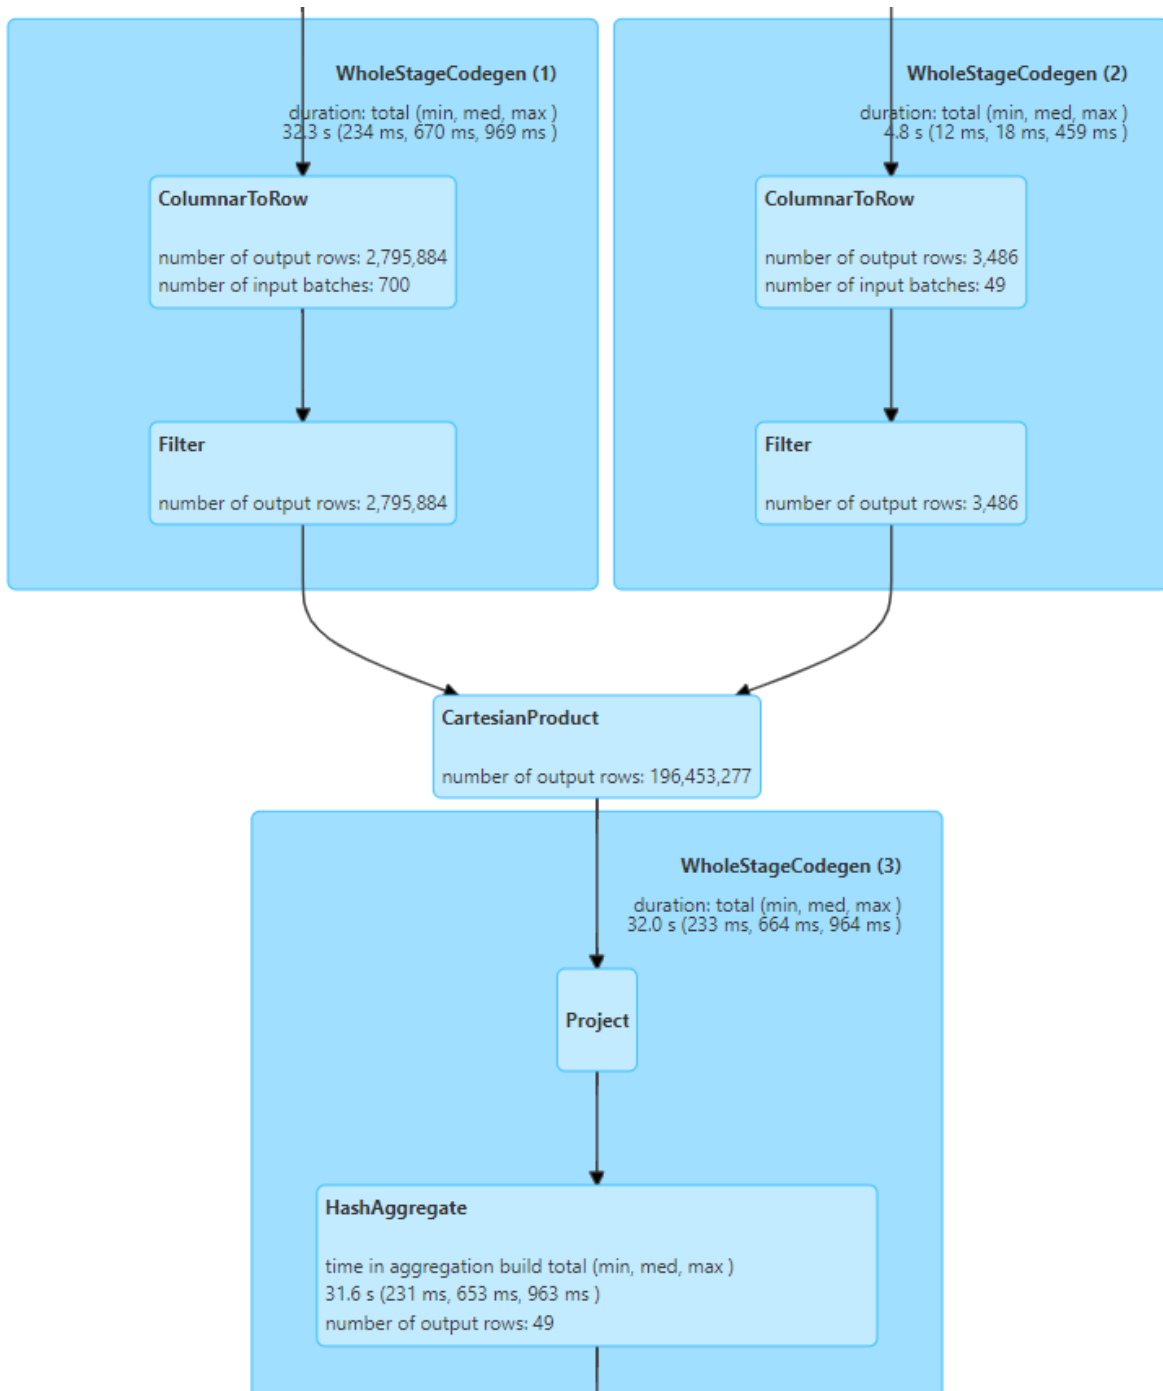 WholeStageCodegen (1)
duration: total (min, med, max )
32.3 s (234 ms, 670 ms, 969 ms )
ColumnarToRow
number of output rows: 2,795,884
number of input batches: 700
Filter
number of output rows: 2,795,884
WholeStageCodegen (2)
duration: total (min, med, max )
4.8 s (12 ms, 18 ms, 459 ms )
ColumnarToRow
number of output rows: 3,486
number of input batches: 49
Filter
number of output rows: 3,486
CartesianProduct
number of output rows: 196,453,277
WholeStageCodegen (3)
duration: total (min, med, max )
32.0 s (233 ms, 664 ms, 964 ms )
Project
HashAggregate
time in aggregation build total (min, med, max )
31.6 s (231 ms, 653 ms, 963 ms )
number of output rows: 49